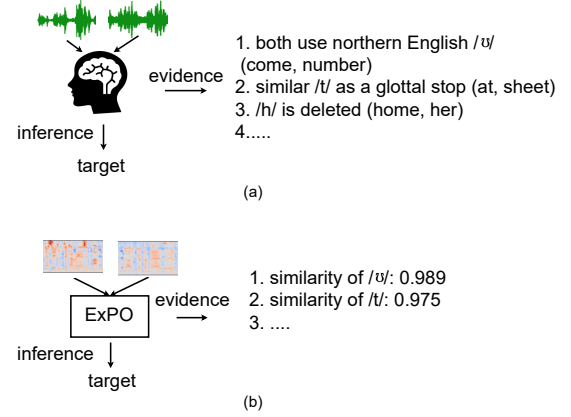 1. both use northern English /ʊ/
(come, number)
evidence
2. similar /t/ as a glottal stop (at, sheet)
3. /h/ is deleted (home, her)
inference
4.....
target
(a)
1. similarity of /ʊ/: 0.989
evidence
2. similarity of /t/: 0.975
ExPO
3. ....
inference
target
(b)